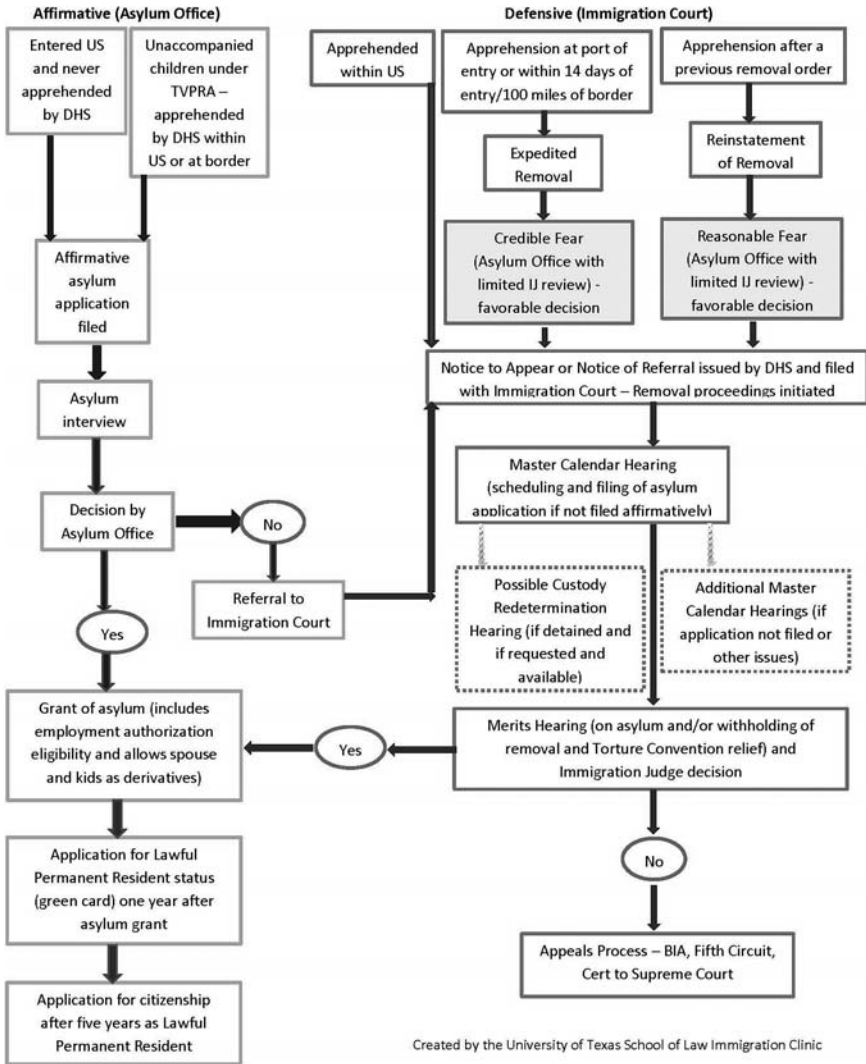 Affirmative (Asylum Office)
Entered US
and never
apprehended
by DHS
Unaccompanied
children under
TVPRA –
apprehended
by DHS within
US or at border
Affirmative
asylum
application
filed
Asylum
interview
Decision by
Asylum Office
No
Referral to
Immigration Court
Yes
Grant of asylum (includes
employment authorization
eligibility and allows spouse
and kids as derivatives)
Application for Lawful
Permanent Resident status
(green card) one year after
asylum grant
Application for citizenship
after five years as Lawful
Permanent Resident
Defensive (Immigration Court)
Apprehended
within US
Apprehension at port of
entry or within 14 days of
entry/100 miles of border
Apprehension after a
previous removal order
Expedited
Removal
Reinstatement
of Removal
Credible Fear
(Asylum Office with
limited IJ review) -
favorable decision
Reasonable Fear
(Asylum Office with
limited IJ review) -
favorable decision
Notice to Appear or Notice of Referral issued by DHS and filed
with Immigration Court – Removal proceedings initiated
Master Calendar Hearing
(scheduling and filing of asylum
application if not filed affirmatively)
Possible Custody
Redetermination
Hearing (if detained and
if requested and
available)
Additional Master
Calendar Hearings (if
application not filed or
other issues)
Merits Hearing (on asylum and/or withholding of
removal and Torture Convention relief) and
Immigration Judge decision
Yes
No
Appeals Process – BIA, Fifth Circuit,
Cert to Supreme Court
Created by the University of Texas School of Law Immigration Clinic